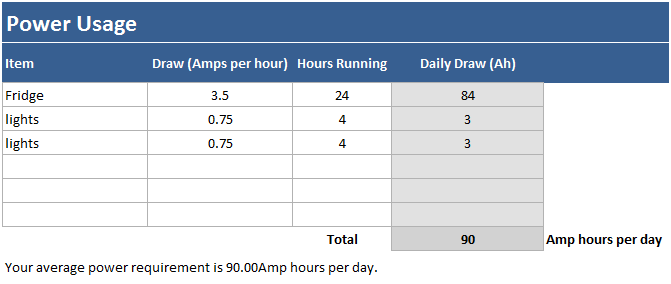 Power Usage
Item Draw (Amps per hour) Hours Running Daily Draw (Ah)
Fridge 3.5 24 84
lights 0.75 4 3
lights 0.75 4 3
Total 90 Amp hours per day
Your average power requirement is 90.00Amp hours per day.